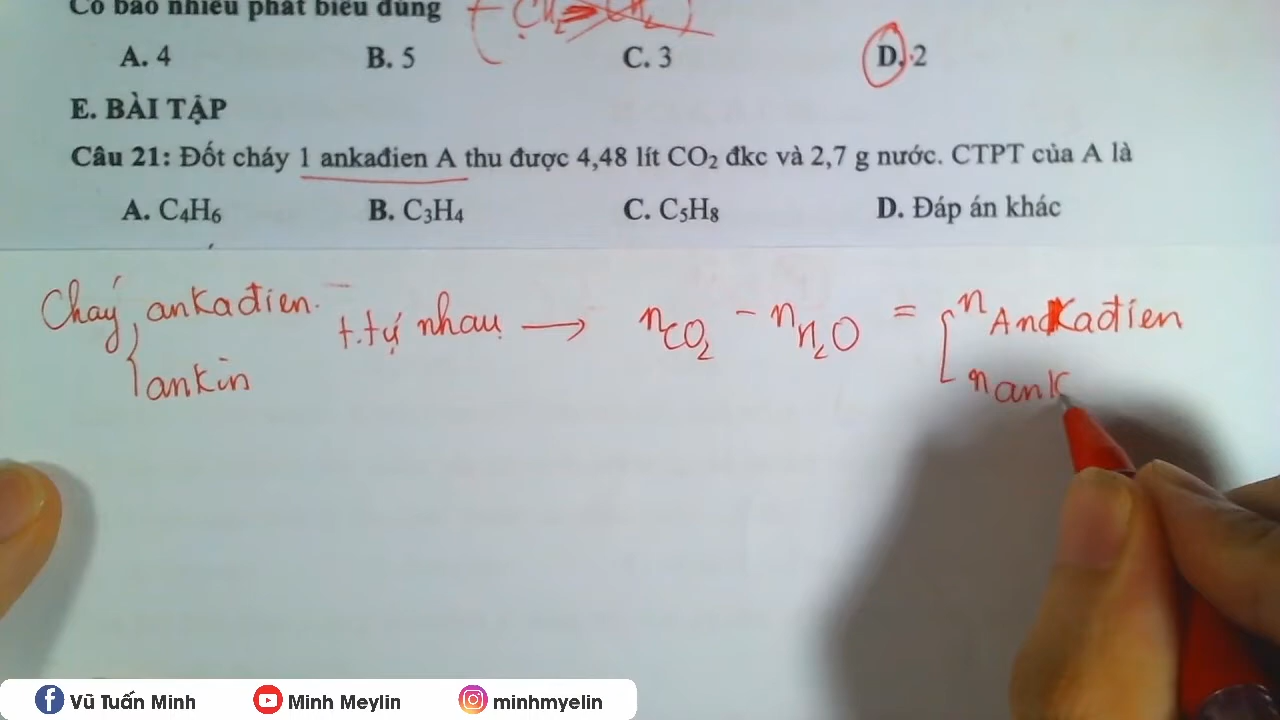 Có bao nhiêu phát biểu đúng
A. 4 B. 5 C. 3 D. 2
E. BÀI TẬP
Câu 21: Đốt cháy 1 ankađien A thu được 4,48 lít CO₂ đkc và 2,7 g nước. CTPT của A là
A. C₄H₆ B. C₃H₄ C. C₅H₈ D. Đáp án khác
Cháy ankađien. t.tự nhau → nCO₂ - nH₂O = nAnkađien
ankin nank
Vũ Tuấn Minh Minh Meylin minhmyelin